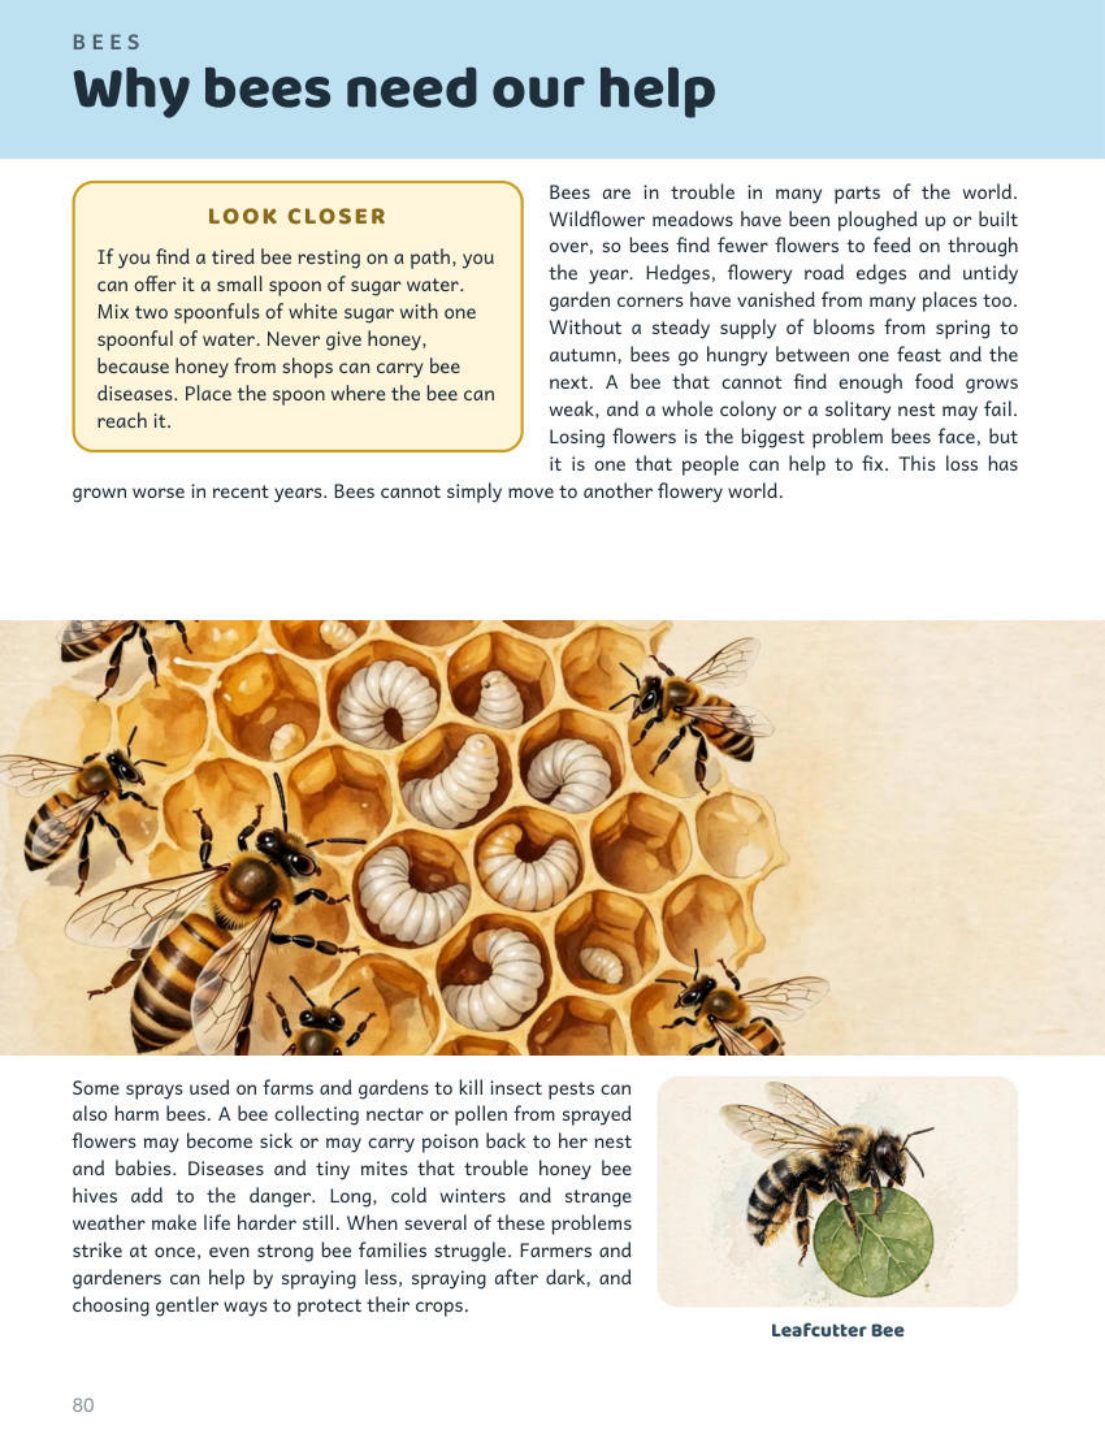 BEES
Why bees need our help
LOOK CLOSER
If you find a tired bee resting on a path, you
can offer it a small spoon of sugar water.
Mix two spoonfuls of white sugar with one
spoonful of water. Never give honey,
because honey from shops can carry bee
diseases. Place the spoon where the bee can
reach it.
Bees are in trouble in many parts of the world.
Wildflower meadows have been ploughed up or built
over, so bees find fewer flowers to feed on through
the year. Hedges, flowery road edges and untidy
garden corners have vanished from many places too.
Without a steady supply of blooms from spring to
autumn, bees go hungry between one feast and the
next. A bee that cannot find enough food grows
weak, and a whole colony or a solitary nest may fail.
Losing flowers is the biggest problem bees face, but
it is one that people can help to fix. This loss has
grown worse in recent years. Bees cannot simply move to another flowery world.
Some sprays used on farms and gardens to kill insect pests can
also harm bees. A bee collecting nectar or pollen from sprayed
flowers may become sick or may carry poison back to her nest
and babies. Diseases and tiny mites that trouble honey bee
hives add to the danger. Long, cold winters and strange
weather make life harder still. When several of these problems
strike at once, even strong bee families struggle. Farmers and
gardeners can help by spraying less, spraying after dark, and
choosing gentler ways to protect their crops.
Leafcutter Bee
80